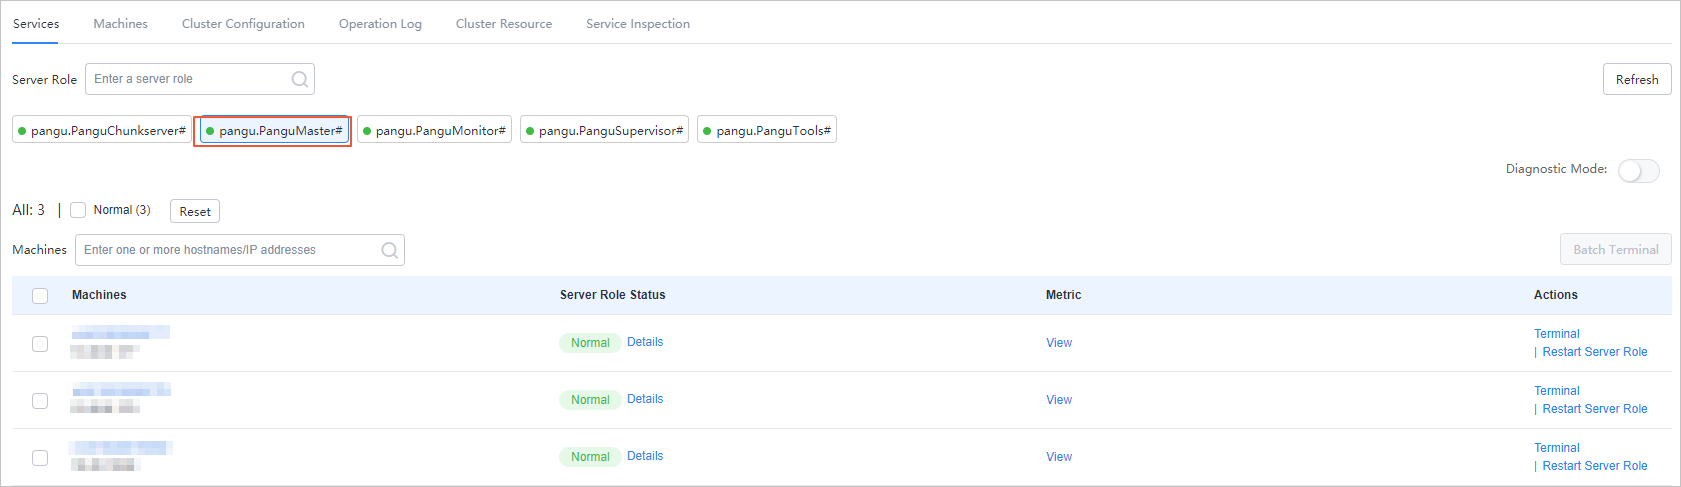 Services Machines Cluster Configuration Operation Log Cluster Resource Service Inspection
Server Role Enter a server role Refresh
pangu.PanguChunkserver# pangu.PanguMaster# pangu.PanguMonitor# pangu.PanguSupervisor# pangu.PanguTools#
Diagnostic Mode:
All: 3 | Normal (3) Reset
Machines Enter one or more hostnames/IP addresses Batch Terminal
Machines Server Role Status Metric Actions
Normal Details View Terminal
| Restart Server Role
Normal Details View Terminal
| Restart Server Role
Normal Details View Terminal
| Restart Server Role